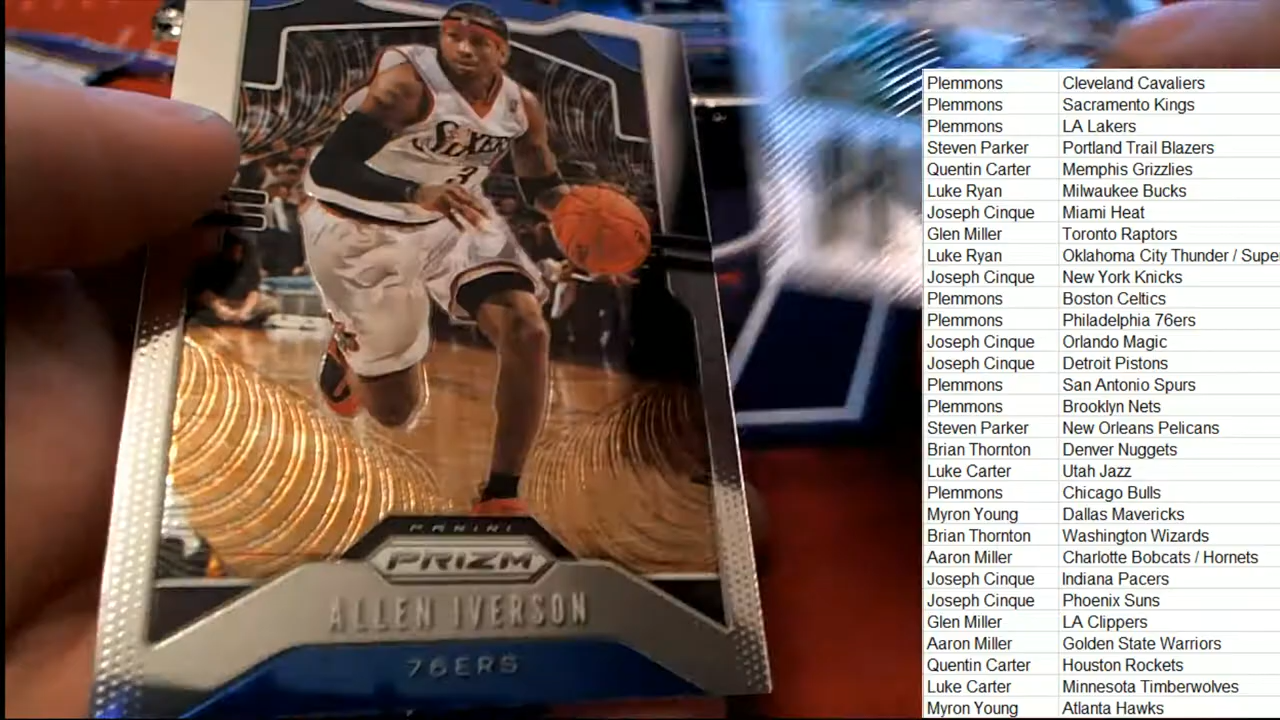 SIXERS
3
PANINI
PRIZM
ALLEN IVERSON
76ERS
Plemmons Cleveland Cavaliers
Plemmons Sacramento Kings
Plemmons LA Lakers
Steven Parker Portland Trail Blazers
Quentin Carter Memphis Grizzlies
Luke Ryan Milwaukee Bucks
Joseph Cinque Miami Heat
Glen Miller Toronto Raptors
Luke Ryan Oklahoma City Thunder / Supe
Joseph Cinque New York Knicks
Plemmons Boston Celtics
Plemmons Philadelphia 76ers
Joseph Cinque Orlando Magic
Joseph Cinque Detroit Pistons
Plemmons San Antonio Spurs
Plemmons Brooklyn Nets
Steven Parker New Orleans Pelicans
Brian Thornton Denver Nuggets
Luke Carter Utah Jazz
Plemmons Chicago Bulls
Myron Young Dallas Mavericks
Brian Thornton Washington Wizards
Aaron Miller Charlotte Bobcats / Hornets
Joseph Cinque Indiana Pacers
Joseph Cinque Phoenix Suns
Glen Miller LA Clippers
Aaron Miller Golden State Warriors
Quentin Carter Houston Rockets
Luke Carter Minnesota Timberwolves
Myron Young Atlanta Hawks